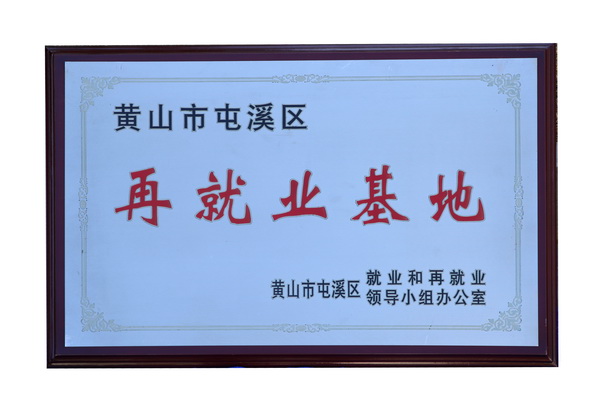 黄山市屯溪区
再就业基地
黄山市屯溪区 就业和再就业
领导小组办公室